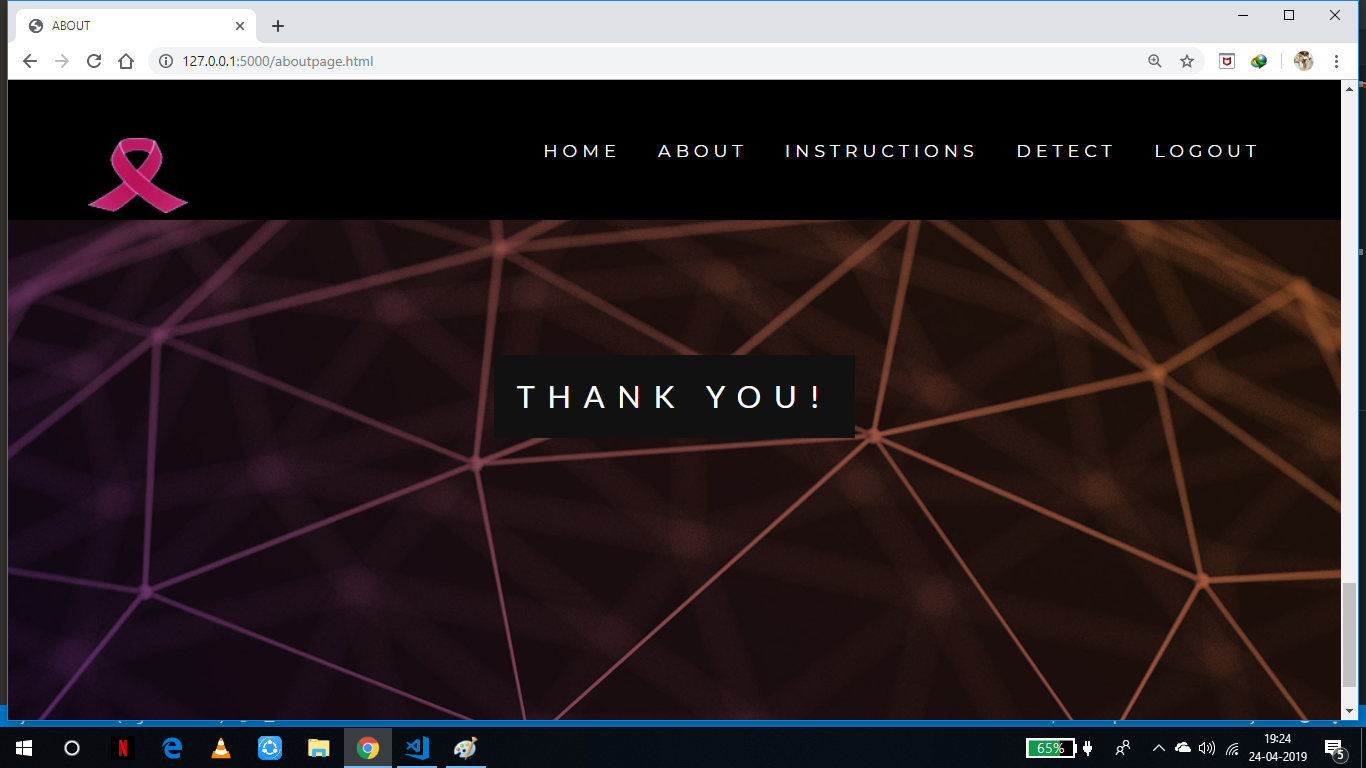 ABOUT
127.0.0.1:5000/aboutpage.html
HOME ABOUT INSTRUCTIONS DETECT LOGOUT
THANK YOU!
65%
19:24
24-04-2019
5